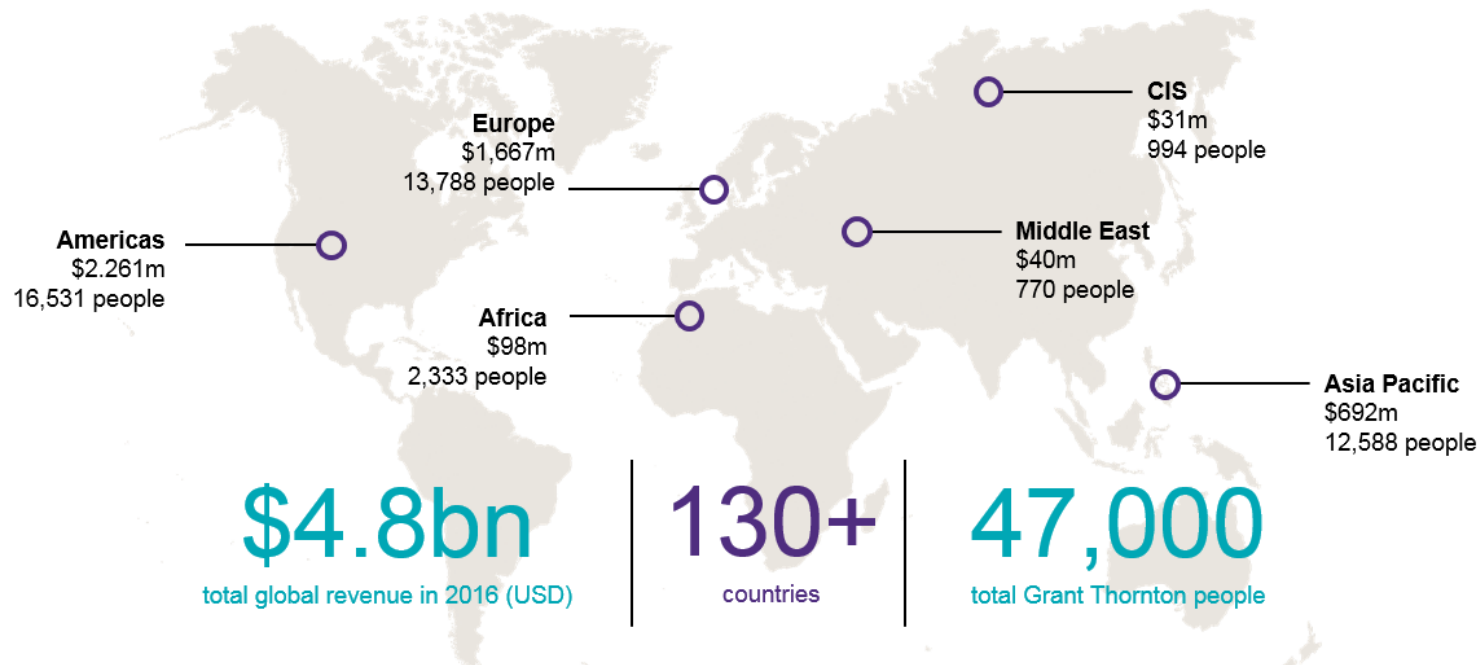 CIS
$31m
994 people
Europe
$1,667m
13,788 people
Americas
$2.261m
16,531 people
Middle East
$40m
770 people
Africa
$98m
2,333 people
Asia Pacific
$692m
12,588 people
$4.8bn
total global revenue in 2016 (USD)
130+
countries
47,000
total Grant Thornton people